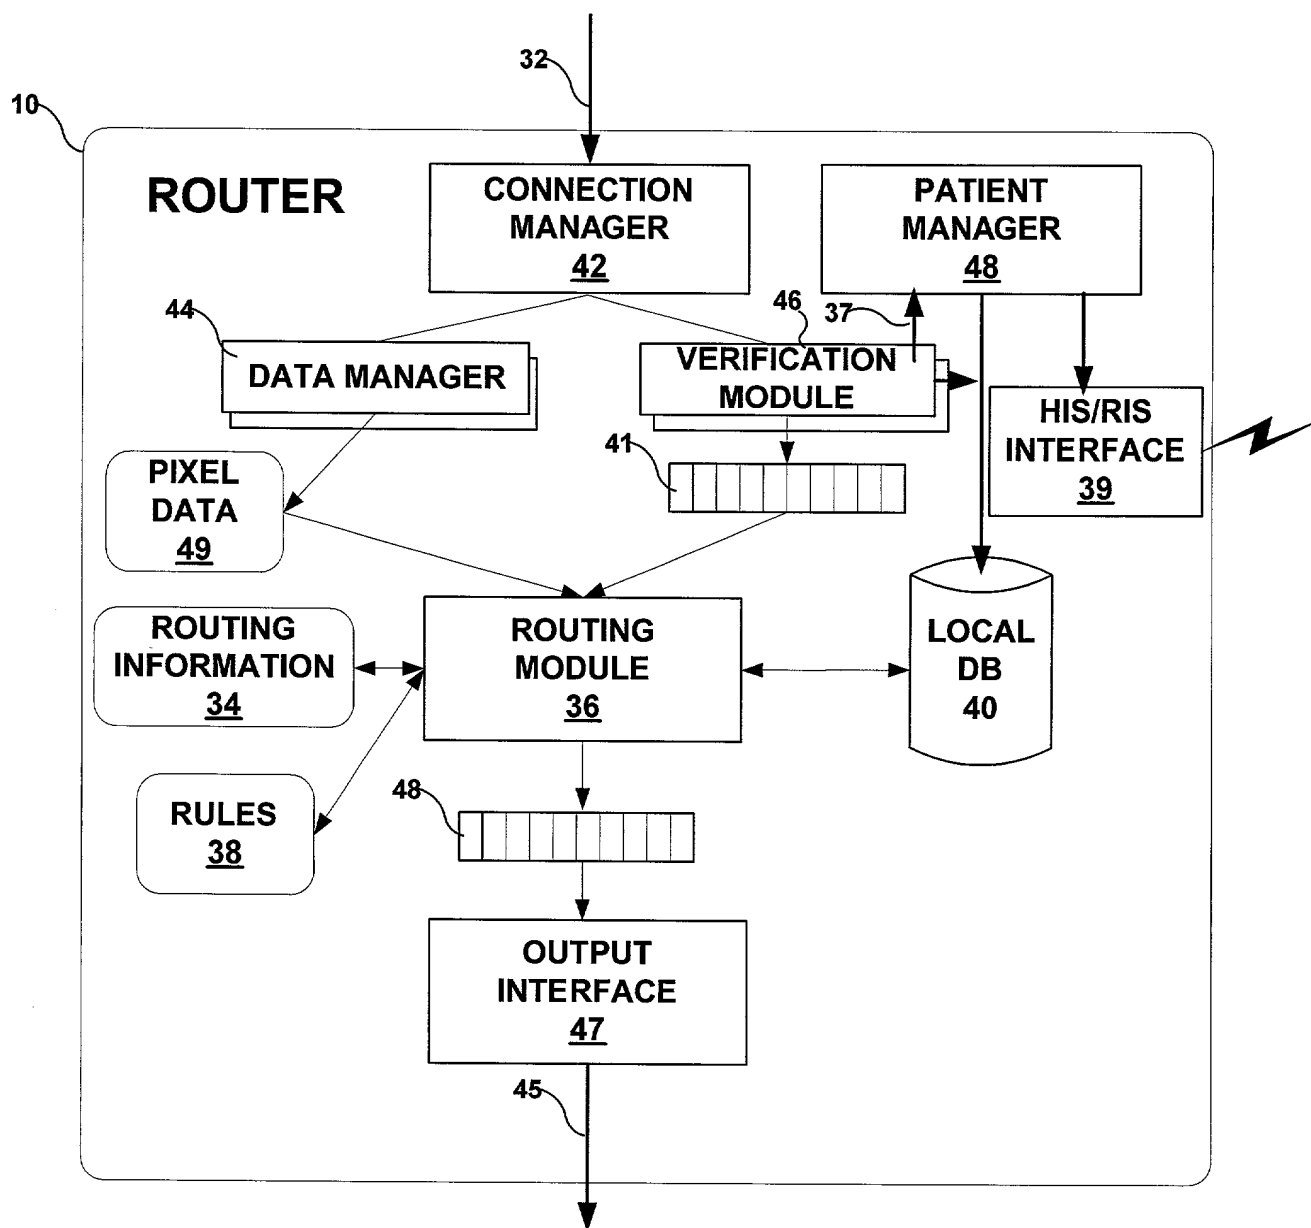 32
10
ROUTER
CONNECTION
MANAGER
42
PATIENT
MANAGER
48
44
DATA MANAGER
46
37
VERIFICATION
MODULE
HIS/RIS
INTERFACE
39
41
PIXEL
DATA
49
ROUTING
INFORMATION
34
ROUTING
MODULE
36
LOCAL
DB
40
RULES
38
48
OUTPUT
INTERFACE
47
45